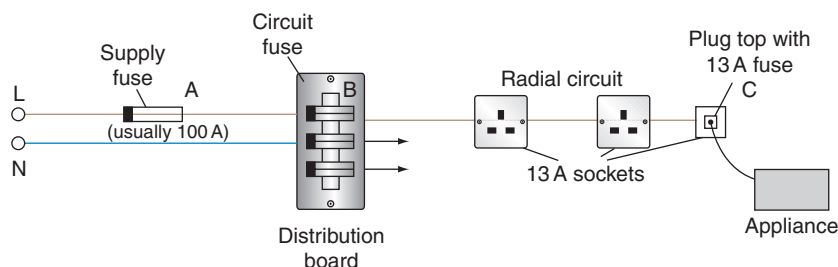 Supply
fuse
A
L
(usually 100 A)
N
Circuit
fuse
B
Distribution
board
Radial circuit
13 A sockets
Plug top with
13 A fuse
C
Appliance